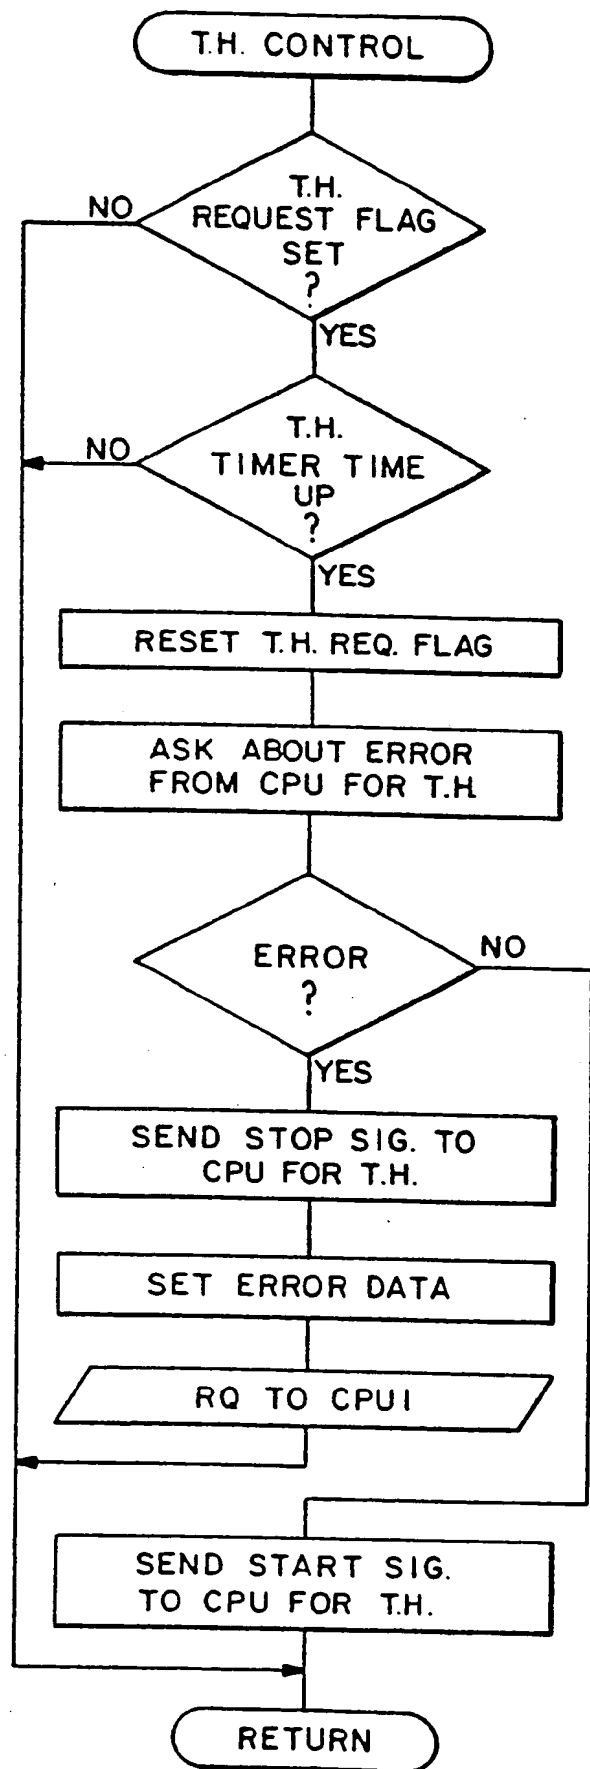 T.H. CONTROL
T.H.
REQUEST FLAG
SET
?
NO
YES
T.H.
TIMER TIME
UP
?
NO
YES
RESET T.H. REQ. FLAG
ASK ABOUT ERROR
FROM CPU FOR T.H.
ERROR
?
NO
YES
SEND STOP SIG. TO
CPU FOR T.H.
SET ERROR DATA
RQ TO CPU1
SEND START SIG.
TO CPU FOR T.H.
RETURN